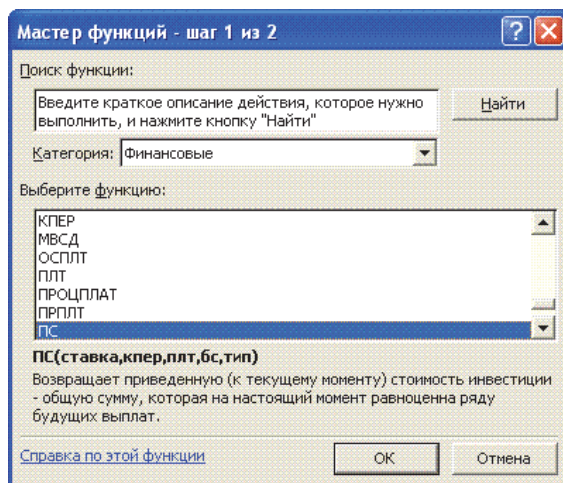 Мастер функций - шаг 1 из 2
Поиск функции:
Введите краткое описание действия, которое нужно
выполнить, и нажмите кнопку "Найти"
Найти
Категория: Финансовые
Выберите функцию:
КПЕР
МВСД
ОСПЛТ
ПЛТ
ПРОЦПЛАТ
ПРПЛТ
ПС
ПС(ставка,кпер,плт,бс,тип)
Возвращает приведенную (к текущему моменту) стоимость инвестиции
- общую сумму, которая на настоящий момент равноценна ряду
будущих выплат.
Справка по этой функции
ОК
Отмена